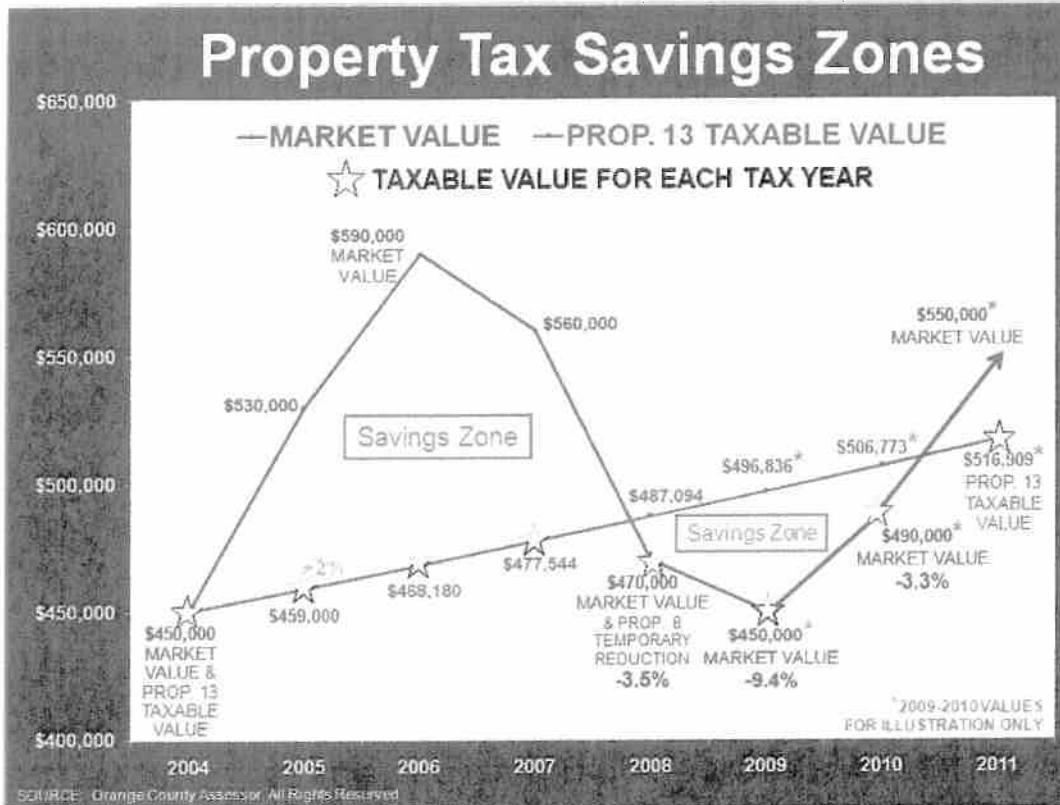 Property Tax Savings Zones
$650,000
$600,000
$550,000
$500,000
$450,000
$400,000
MARKET VALUE PROP. 13 TAXABLE VALUE
TAXABLE VALUE FOR EACH TAX YEAR
$590,000
MARKET
VALUE
$530,000
$560,000
$550,000*
MARKET VALUE
Savings Zone
$487,094
$496,836*
$506,773*
$516,909*
PROP. 13
TAXABLE
VALUE
Savings Zone
$450,000
MARKET
VALUE &
PROP. 13
TAXABLE
VALUE
+2%
$459,000
$468,180
$477,544
$470,000
MARKET VALUE
& PROP. 8
TEMPORARY
REDUCTION
-3.5%
$450,000*
MARKET VALUE
-9.4%
$490,000*
MARKET VALUE
-3.3%
*2009-2010 VALUES
FOR ILLUSTRATION ONLY
2004 2005 2006 2007 2008 2009 2010 2011
SOURCE: Orange County Assessor. All Rights Reserved